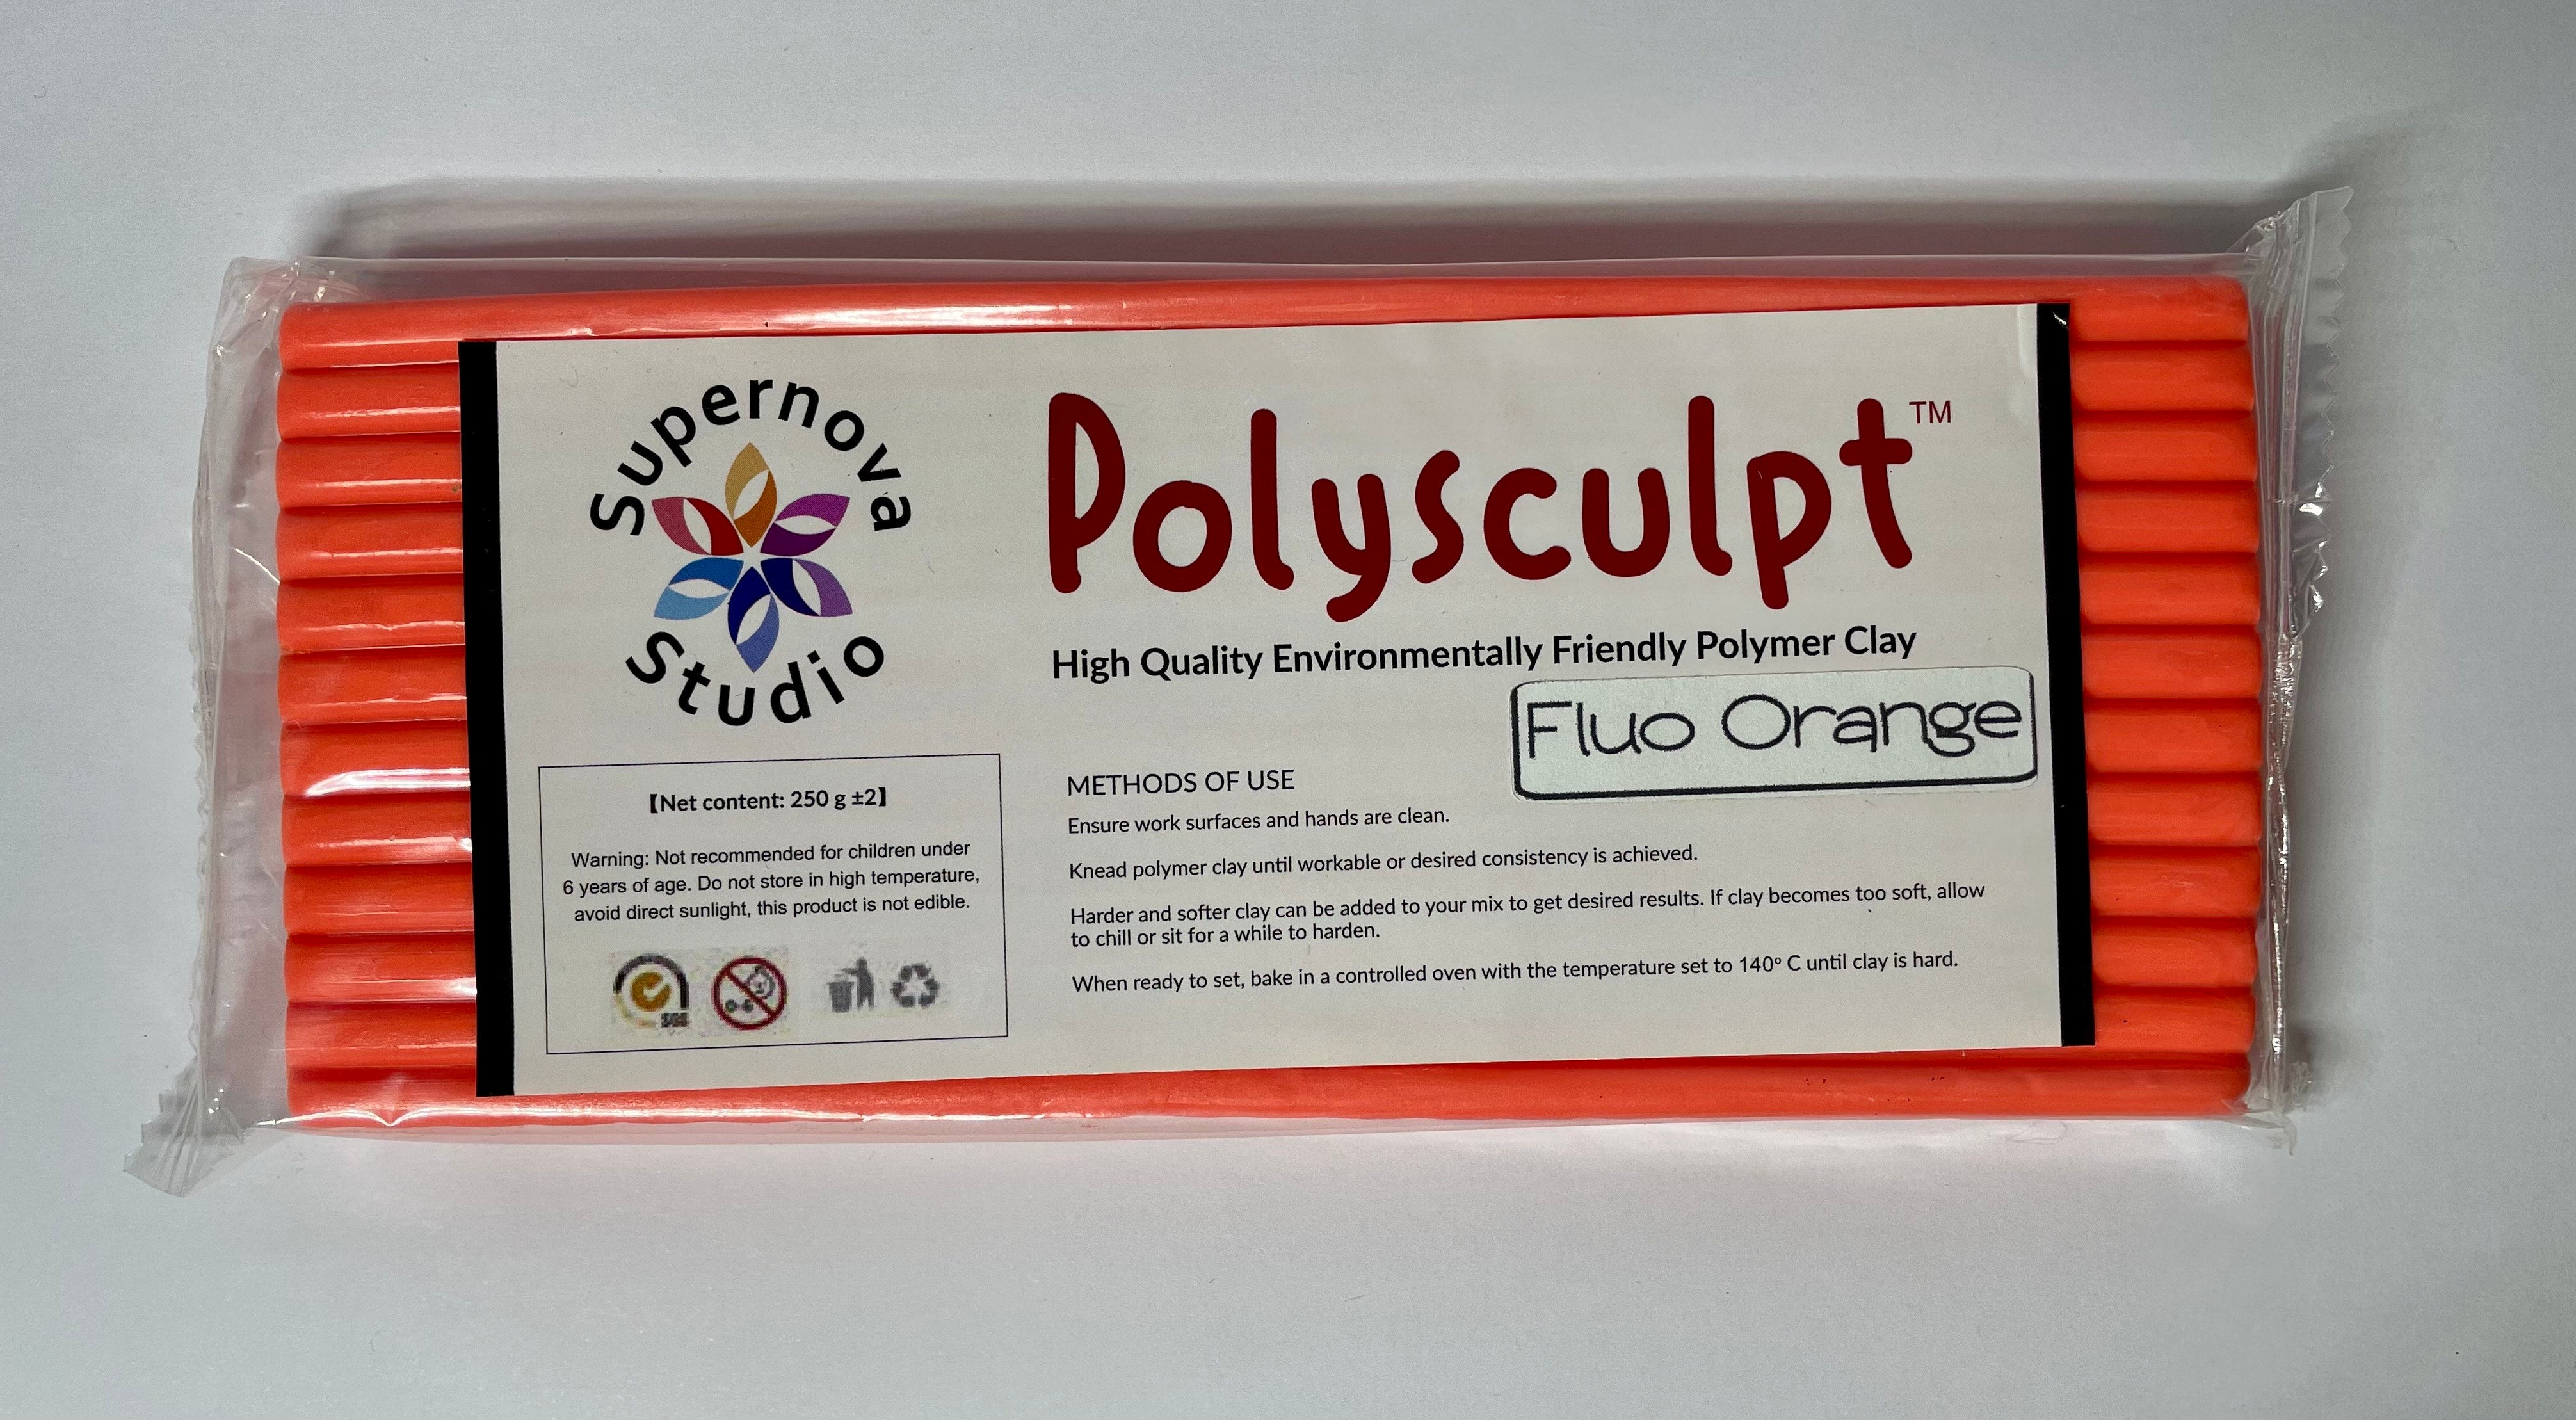 Supernova
Studio
Polysculpt™
High Quality Environmentally Friendly Polymer Clay
Fluo Orange
【Net content: 250 g ±2】
Warning: Not recommended for children under
6 years of age. Do not store in high temperature,
avoid direct sunlight, this product is not edible.
SGS
METHODS OF USE
Ensure work surfaces and hands are clean.
Knead polymer clay until workable or desired consistency is achieved.
Harder and softer clay can be added to your mix to get desired results. If clay becomes too soft, allow
to chill or sit for a while to harden.
When ready to set, bake in a controlled oven with the temperature set to 140º C until clay is hard.